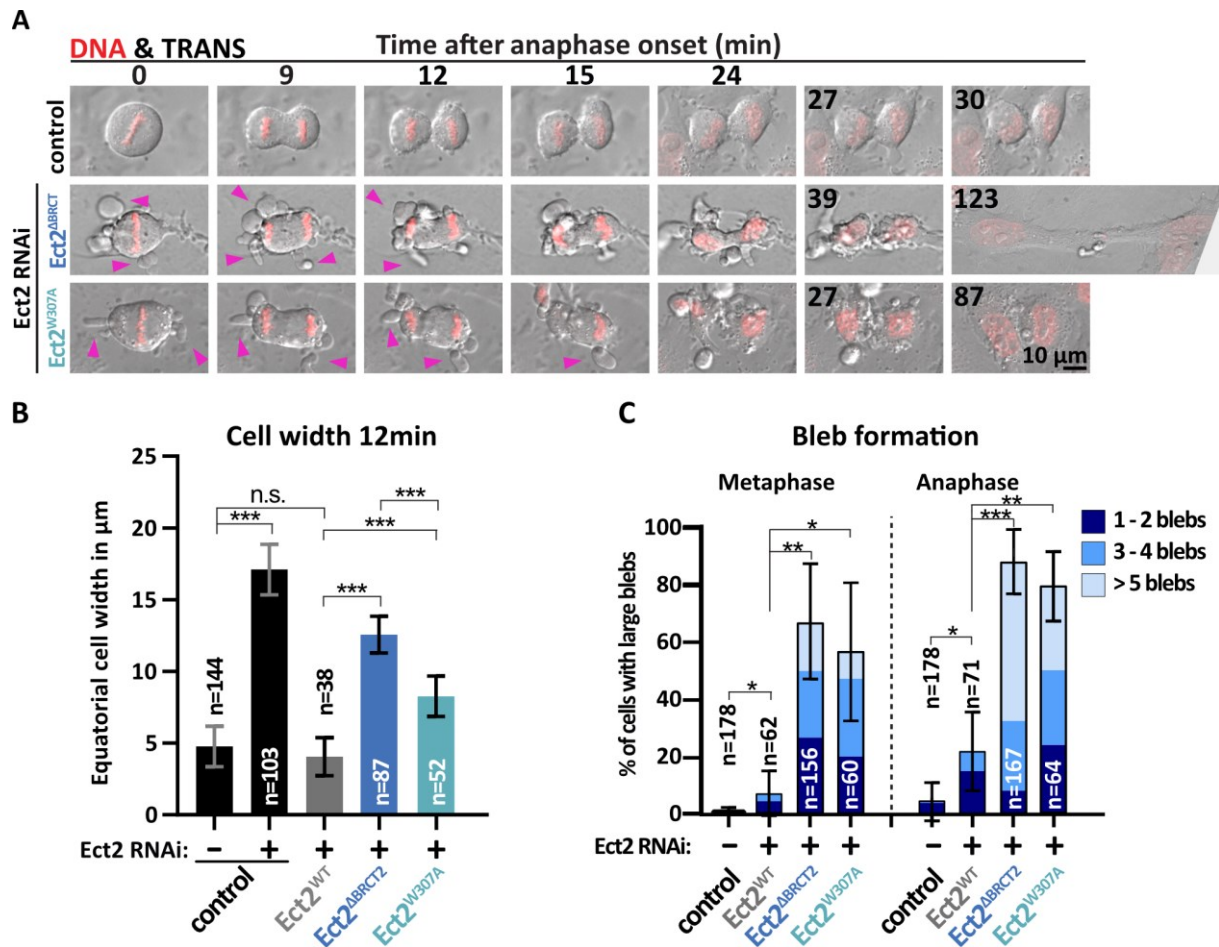 A
DNA & TRANS
Time after anaphase onset (min)
0 9 12 15 24
control
27 30
Ect2 RNAi
Ect2ΔBRCT
39 123
Ect2W307A
27 87
10 µm
B
Cell width 12min
Equatorial cell width in µm
25
20
15
10
5
0
n.s.
***
***
***
***
n=144
n=103
n=38
n=87
n=52
Ect2 RNAi: – + + + +
control
Ect2WT
Ect2ΔBRCT2
Ect2W307A
C
Bleb formation
Metaphase Anaphase
% of cells with large blebs
100
80
60
40
20
0
*
**
*
**
***
*
n=178
n=62
n=156
n=60
n=178
n=71
n=167
n=64
1 - 2 blebs
3 - 4 blebs
> 5 blebs
Ect2 RNAi: – + + + – + + +
control
Ect2WT
Ect2ΔBRCT2
Ect2W307A
control
Ect2WT
Ect2ΔBRCT2
Ect2W307A